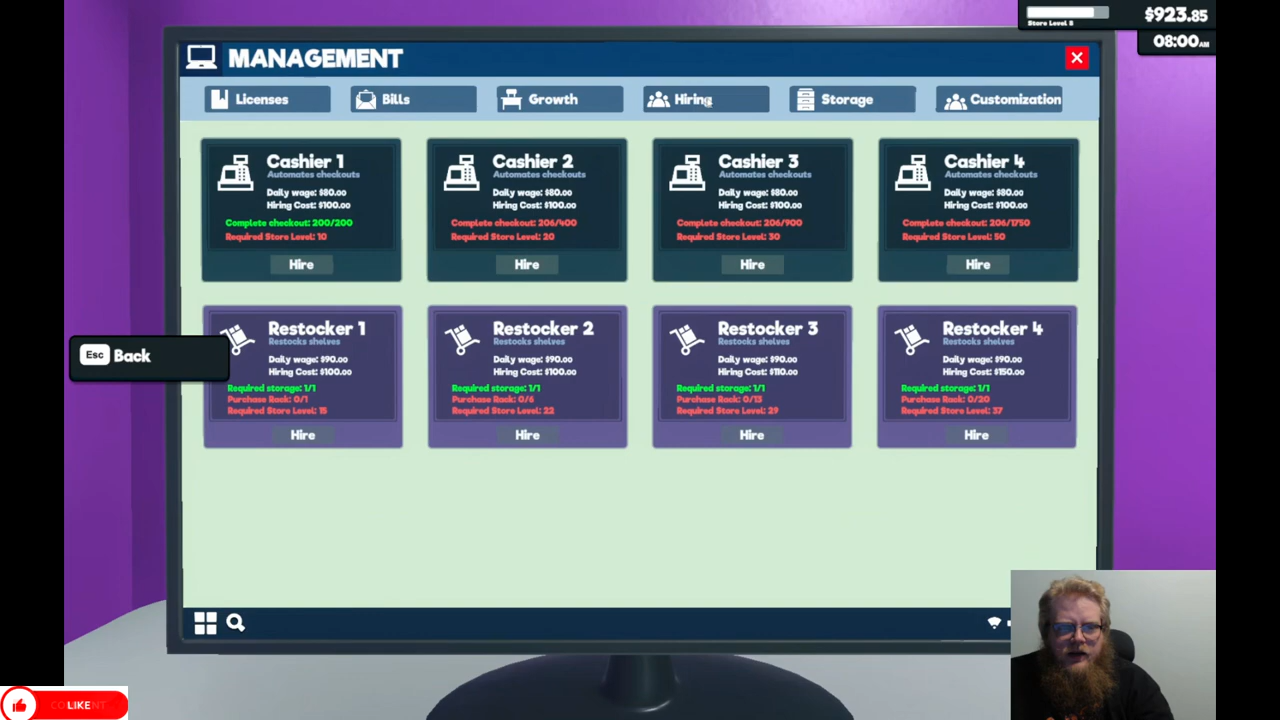 $923.85
Store Level 8
08:00AM
MANAGEMENT
Licenses
Bills
Growth
Hiring
Storage
Customization
Cashier 1
Automates checkouts
Daily wage: $80.00
Hiring Cost: $100.00
Complete checkout: 200/200
Required Store Level: 10
Hire
Cashier 2
Automates checkouts
Daily wage: $80.00
Hiring Cost: $100.00
Complete checkout: 206/400
Required Store Level: 20
Hire
Cashier 3
Automates checkouts
Daily wage: $80.00
Hiring Cost: $100.00
Complete checkout: 206/900
Required Store Level: 30
Hire
Cashier 4
Automates checkouts
Daily wage: $80.00
Hiring Cost: $100.00
Complete checkout: 206/1750
Required Store Level: 50
Hire
Restocker 1
Restocks shelves
Daily wage: $90.00
Hiring Cost: $100.00
Required storage: 1/1
Purchase Rack: 0/1
Required Store Level: 15
Hire
Restocker 2
Restocks shelves
Daily wage: $90.00
Hiring Cost: $100.00
Required storage: 1/1
Purchase Rack: 0/6
Required Store Level: 22
Hire
Restocker 3
Restocks shelves
Daily wage: $90.00
Hiring Cost: $110.00
Required storage: 1/1
Purchase Rack: 0/13
Required Store Level: 29
Hire
Restocker 4
Restocks shelves
Daily wage: $90.00
Hiring Cost: $150.00
Required storage: 1/1
Purchase Rack: 0/20
Required Store Level: 37
Hire
Esc Back
LIKE